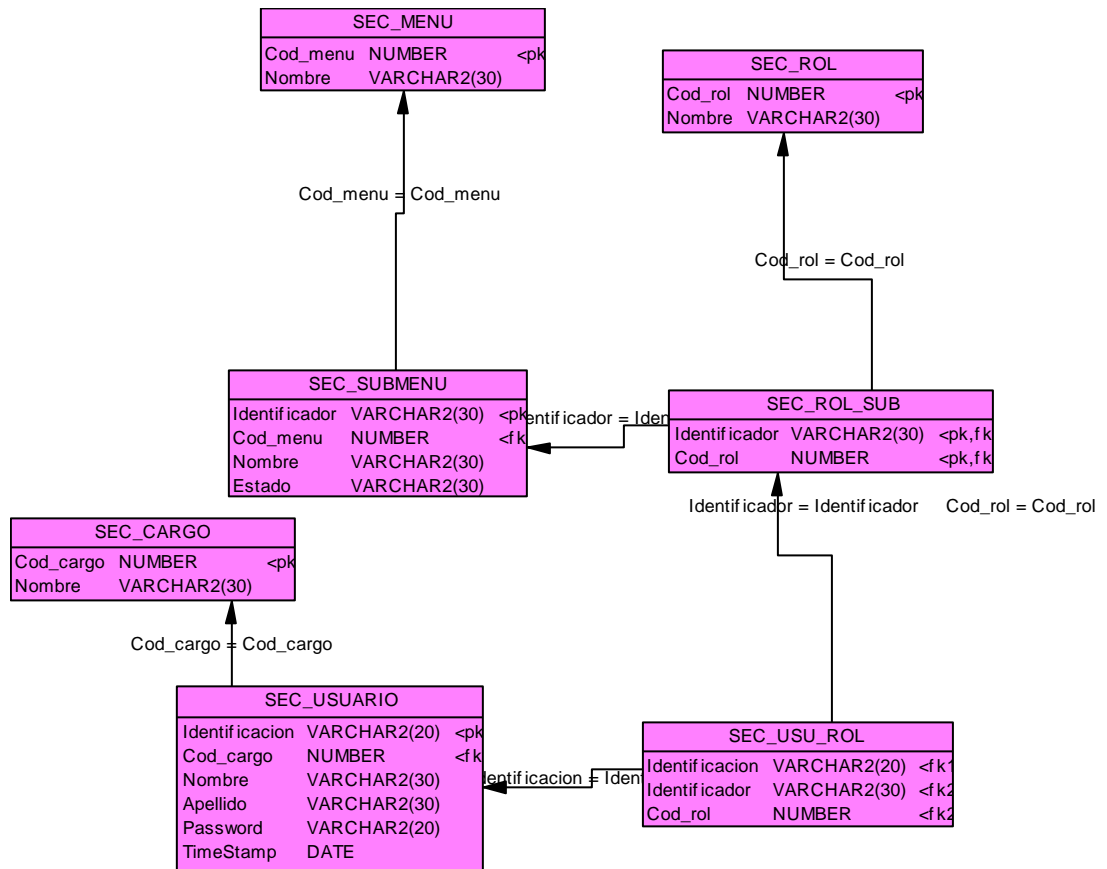 SEC_MENU
Cod_menu NUMBER <pk
Nombre VARCHAR2(30)
SEC_ROL
Cod_rol NUMBER <pk
Nombre VARCHAR2(30)
Cod_menu = Cod_menu
Cod_rol = Cod_rol
SEC_SUBMENU
Identificador VARCHAR2(30) <pk
Cod_menu NUMBER <fk
Nombre VARCHAR2(30)
Estado VARCHAR2(30)
entificador = Iden
SEC_ROL_SUB
Identificador VARCHAR2(30) <pk,fk
Cod_rol NUMBER <pk,fk
Identificador = Identificador Cod_rol = Cod_rol
SEC_CARGO
Cod_cargo NUMBER <pk
Nombre VARCHAR2(30)
Cod_cargo = Cod_cargo
SEC_USUARIO
Identificacion VARCHAR2(20) <pk
Cod_cargo NUMBER <fk
Nombre VARCHAR2(30)
Apellido VARCHAR2(30)
Password VARCHAR2(20)
TimeStamp DATE
dentificacion = Iden
SEC_USU_ROL
Identificacion VARCHAR2(20) <fk1
Identificador VARCHAR2(30) <fk2
Cod_rol NUMBER <fk2